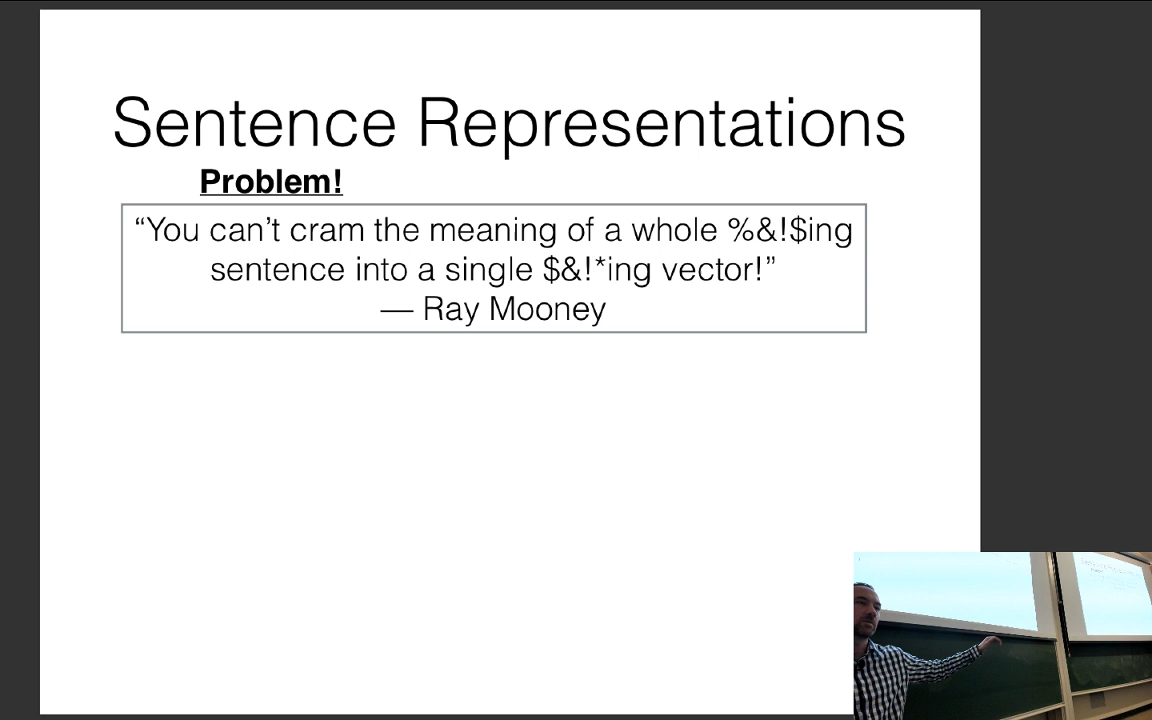 Sentence Representations
Problem!
“You can’t cram the meaning of a whole %&!$ing
sentence into a single $&!*ing vector!”
— Ray Mooney